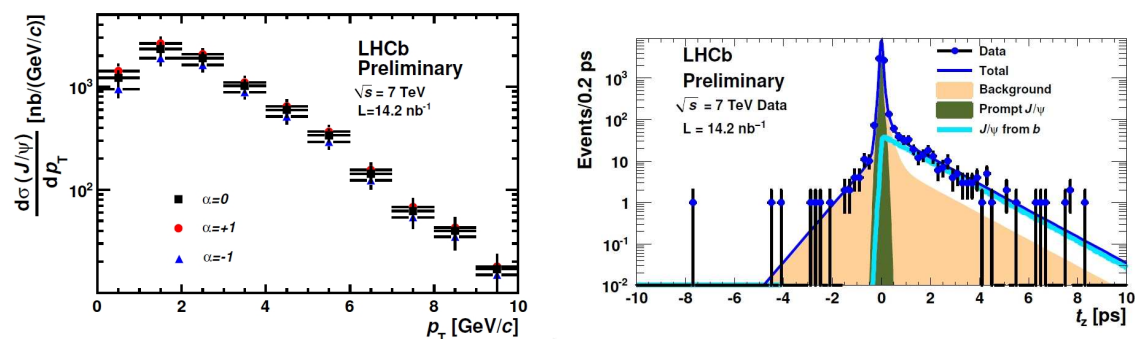 dσ(J/ψ)
dp_T
[nb/(GeV/c)]
10³
10²
LHCb
Preliminary
√s = 7 TeV
L=14.2 nb⁻¹
α=0
α=+1
α=-1
0 2 4 6 8 10
p_T [GeV/c]
Events/0.2 ps
10³
10²
10
1
10⁻¹
10⁻²
LHCb
Preliminary
√s = 7 TeV Data
L = 14.2 nb⁻¹
Data
Total
Background
Prompt J/ψ
J/ψ from b
-10 -8 -6 -4 -2 0 2 4 6 8 10
t_z [ps]